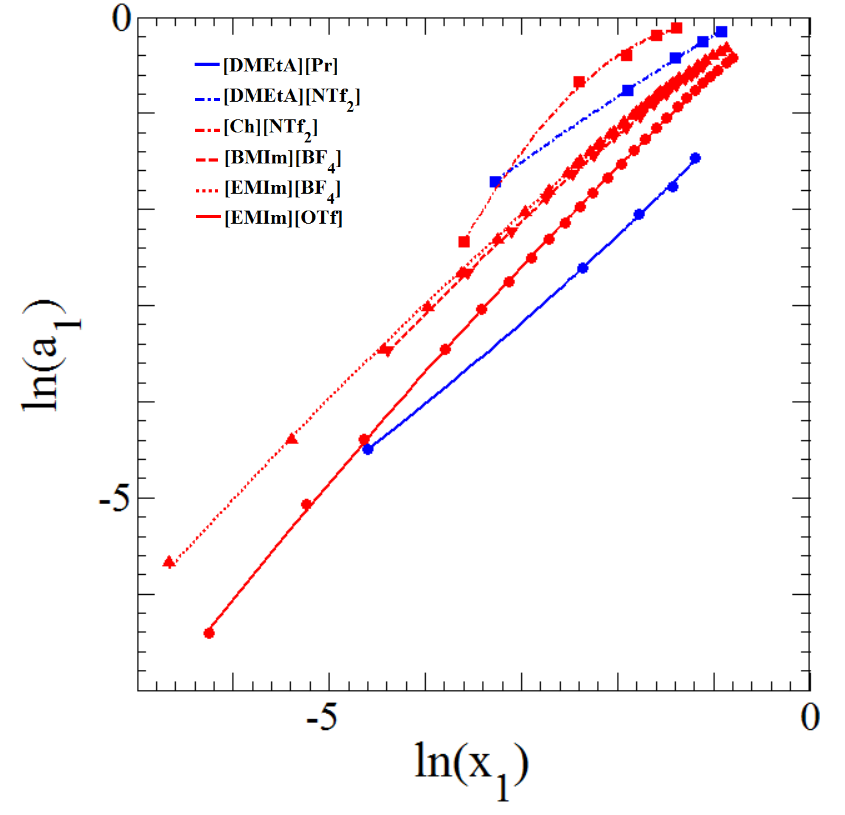 0
[DMEtA][Pr]
[DMEtA][NTf2]
[Ch][NTf2]
[BMIm][BF4]
[EMIm][BF4]
[EMIm][OTf]
ln(a1)
-5
-5
0
ln(x1)